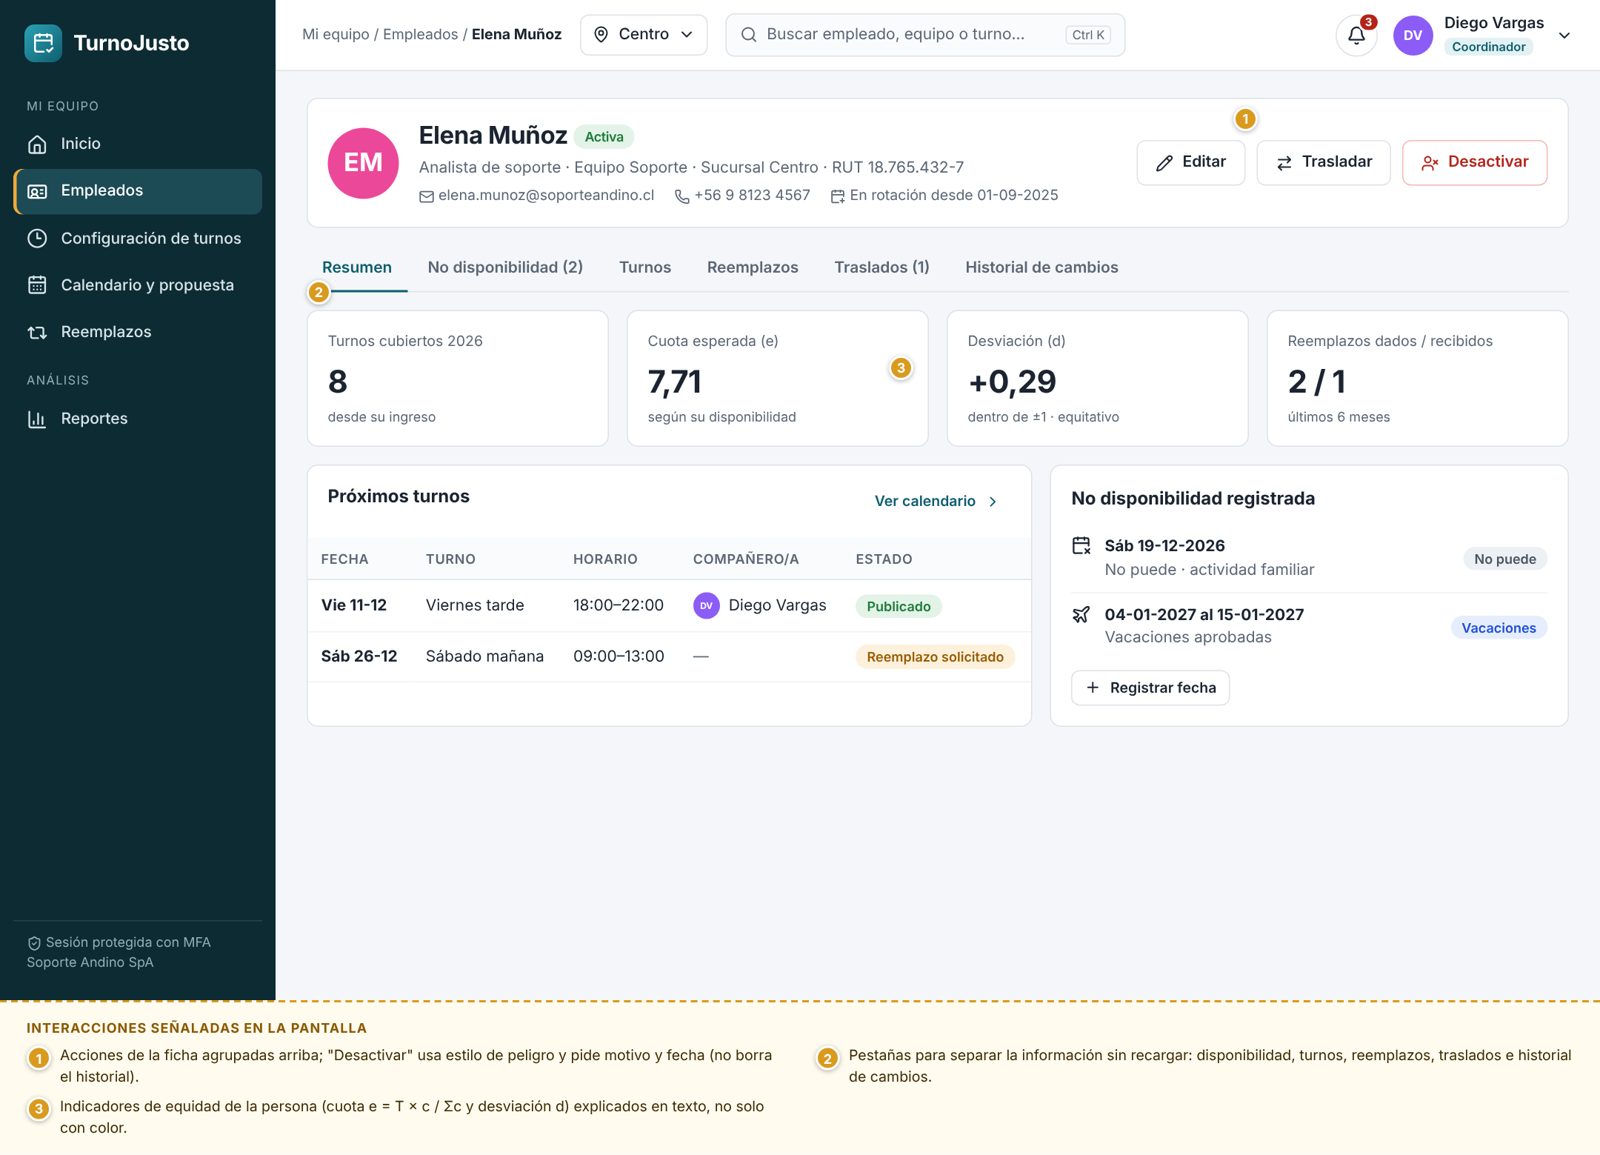 TurnoJusto
MI EQUIPO
Inicio
Empleados
Configuración de turnos
Calendario y propuesta
Reemplazos
ANÁLISIS
Reportes
Sesión protegida con MFA
Soporte Andino SpA
Mi equipo / Empleados / Elena Muñoz
Centro
Buscar empleado, equipo o turno...
Ctrl K
3
DV
Diego Vargas
Coordinador
EM
Elena Muñoz
Activa
Analista de soporte · Equipo Soporte · Sucursal Centro · RUT 18.765.432-7
elena.munoz@soporteandino.cl
+56 9 8123 4567
En rotación desde 01-09-2025
1
Editar
Trasladar
Desactivar
Resumen
No disponibilidad (2)
Turnos
Reemplazos
Traslados (1)
Historial de cambios
2
Turnos cubiertos 2026
8
desde su ingreso
Cuota esperada (e)
7,71
según su disponibilidad
3
Desviación (d)
+0,29
dentro de ±1 · equitativo
Reemplazos dados / recibidos
2 / 1
últimos 6 meses
Próximos turnos
Ver calendario
FECHA TURNO HORARIO COMPAÑERO/A ESTADO
Vie 11-12 Viernes tarde 18:00–22:00 DV Diego Vargas Publicado
Sáb 26-12 Sábado mañana 09:00–13:00 — Reemplazo solicitado
No disponibilidad registrada
Sáb 19-12-2026
No puede · actividad familiar
No puede
04-01-2027 al 15-01-2027
Vacaciones aprobadas
Vacaciones
Registrar fecha
INTERACCIONES SEÑALADAS EN LA PANTALLA
1 Acciones de la ficha agrupadas arriba; "Desactivar" usa estilo de peligro y pide motivo y fecha (no borra
el historial).
2 Pestañas para separar la información sin recargar: disponibilidad, turnos, reemplazos, traslados e historial
de cambios.
3 Indicadores de equidad de la persona (cuota e = T × c / Σc y desviación d) explicados en texto, no solo
con color.